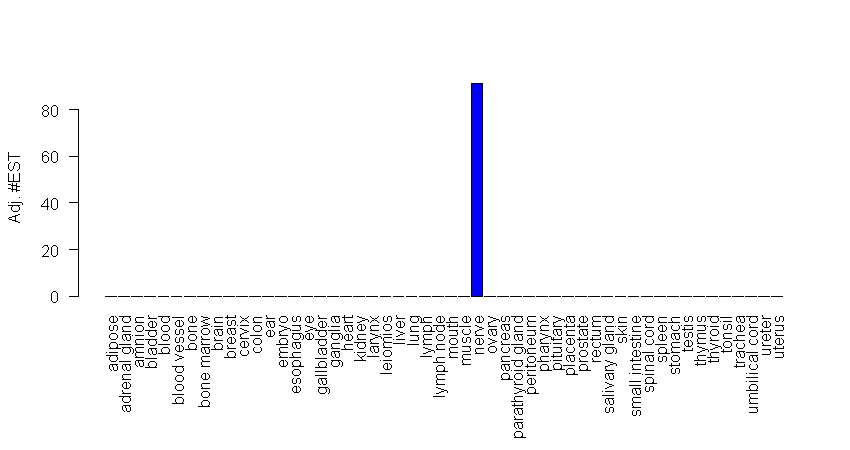 Adj. #EST
80
60
40
20
0
adipose
adrenal gland
amnion
bladder
blood
blood vessel
bone
bone marrow
brain
breast
cervix
colon
ear
embryo
esophagus
eye
gallbladder
ganglia
heart
kidney
larynx
leiomios
liver
lung
lymph
lymph node
mouth
muscle
nerve
ovary
pancreas
parathyroid gland
peritoneum
pharynx
pituitary
placenta
prostate
rectum
salivary gland
skin
small intestine
spinal cord
spleen
stomach
testis
thymus
thyroid
tonsil
trachea
umbilical cord
ureter
uterus